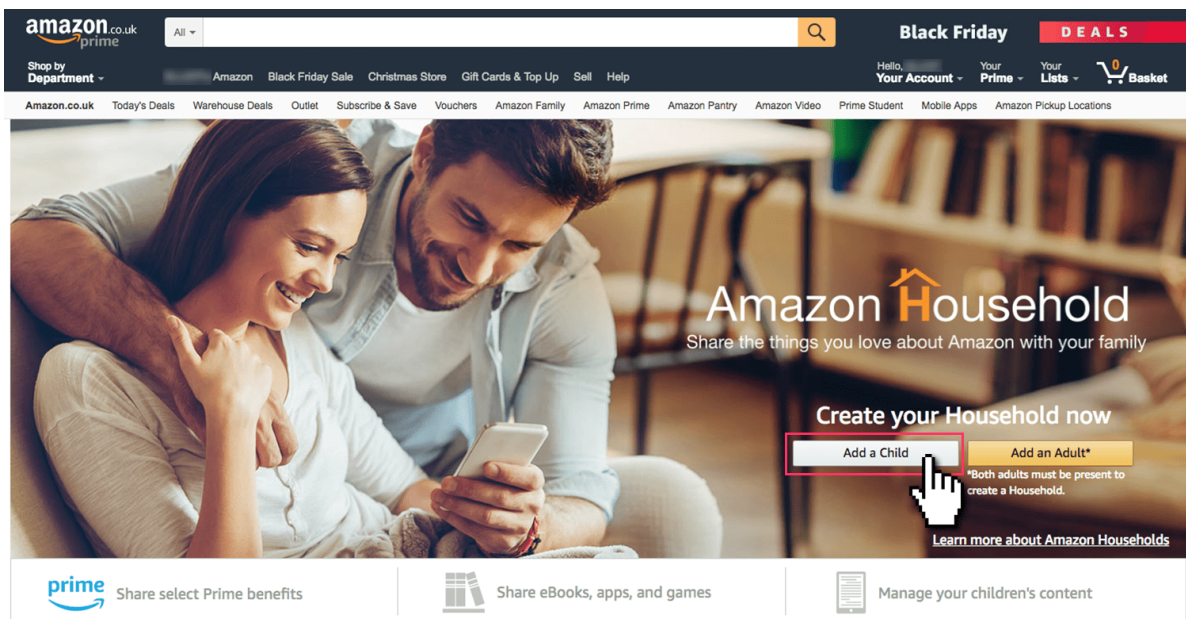 amazon.co.uk
prime
All
Black Friday
DEALS
Shop by
Department
Amazon
Black Friday Sale
Christmas Store
Gift Cards & Top Up
Sell
Help
Hello,
Your Account
Your
Prime
Your
Lists
0
Basket
Amazon.co.uk
Today's Deals
Warehouse Deals
Outlet
Subscribe & Save
Vouchers
Amazon Family
Amazon Prime
Amazon Pantry
Amazon Video
Prime Student
Mobile Apps
Amazon Pickup Locations
Amazon Household
Share the things you love about Amazon with your family
Create your Household now
Add a Child
Add an Adult*
*Both adults must be present to
create a Household.
Learn more about Amazon Households
prime
Share select Prime benefits
Share eBooks, apps, and games
Manage your children's content